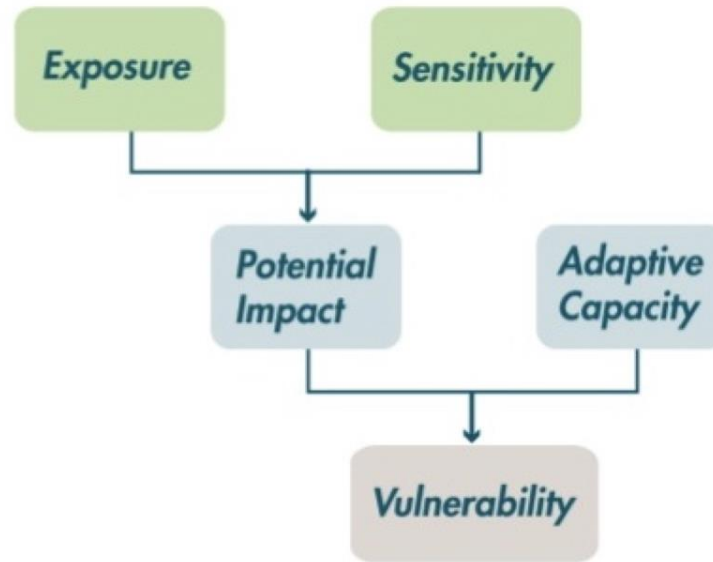 Exposure
Sensitivity
Potential
Impact
Adaptive
Capacity
Vulnerability